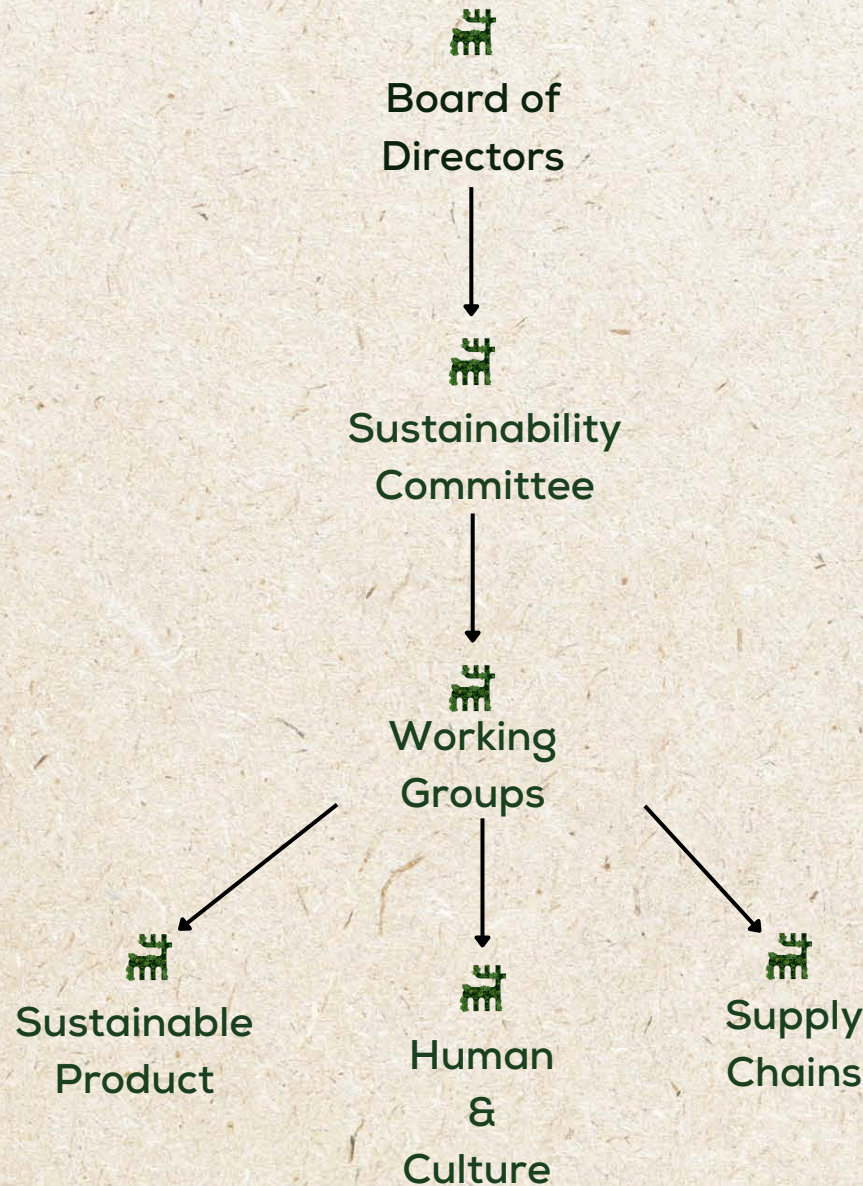 Board of
Directors
Sustainability
Committee
Working
Groups
Sustainable
Product
Human
&
Culture
Supply
Chains